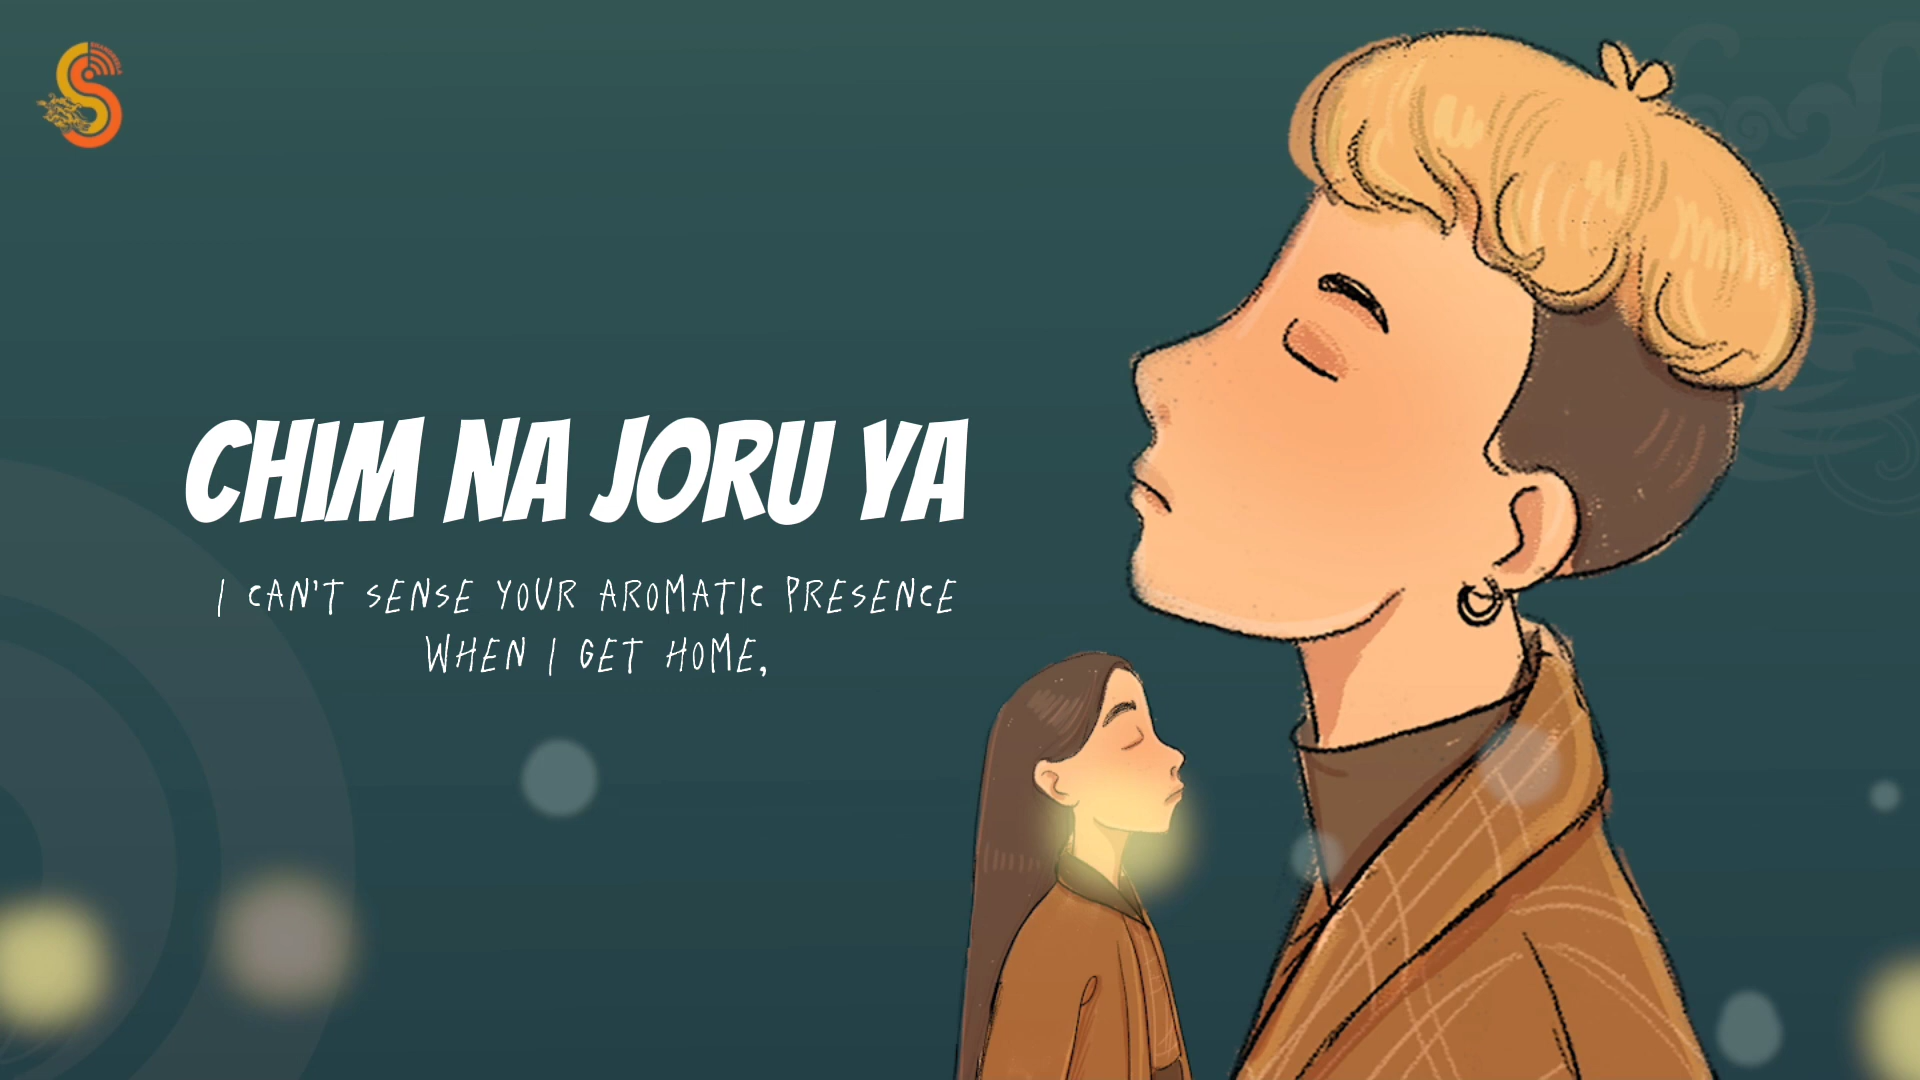 CHIM NA JORU YA
I CAN'T SENSE YOUR AROMATIC PRESENCE
WHEN I GET HOME,